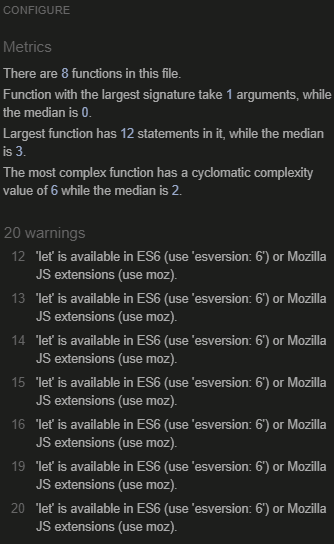 CONFIGURE
Metrics
There are 8 functions in this file.
Function with the largest signature take 1 arguments, while
the median is 0.
Largest function has 12 statements in it, while the median
is 3.
The most complex function has a cyclomatic complexity
value of 6 while the median is 2.
20 warnings
12 'let' is available in ES6 (use 'esversion: 6') or Mozilla
JS extensions (use moz).
13 'let' is available in ES6 (use 'esversion: 6') or Mozilla
JS extensions (use moz).
14 'let' is available in ES6 (use 'esversion: 6') or Mozilla
JS extensions (use moz).
15 'let' is available in ES6 (use 'esversion: 6') or Mozilla
JS extensions (use moz).
16 'let' is available in ES6 (use 'esversion: 6') or Mozilla
JS extensions (use moz).
19 'let' is available in ES6 (use 'esversion: 6') or Mozilla
JS extensions (use moz).
20 'let' is available in ES6 (use 'esversion: 6') or Mozilla
JS extensions (use moz).